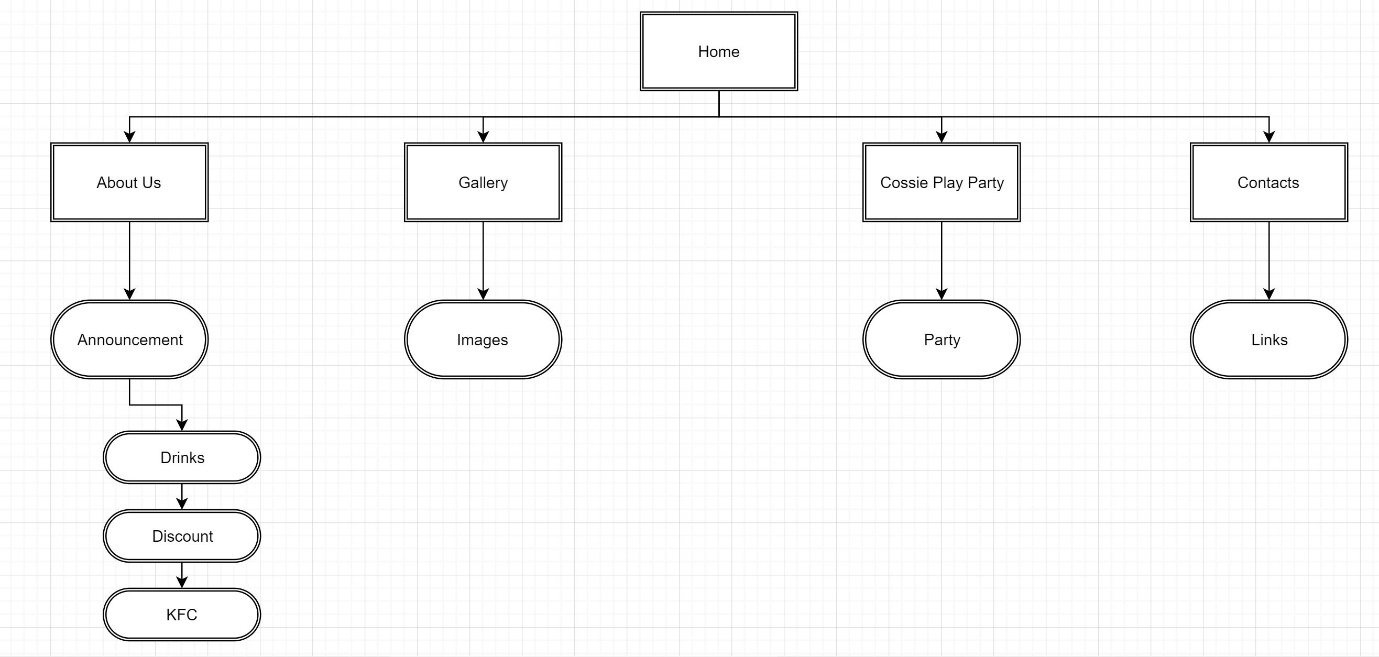 Home
About Us
Gallery
Cossie Play Party
Contacts
Announcement
Images
Party
Links
Drinks
Discount
KFC